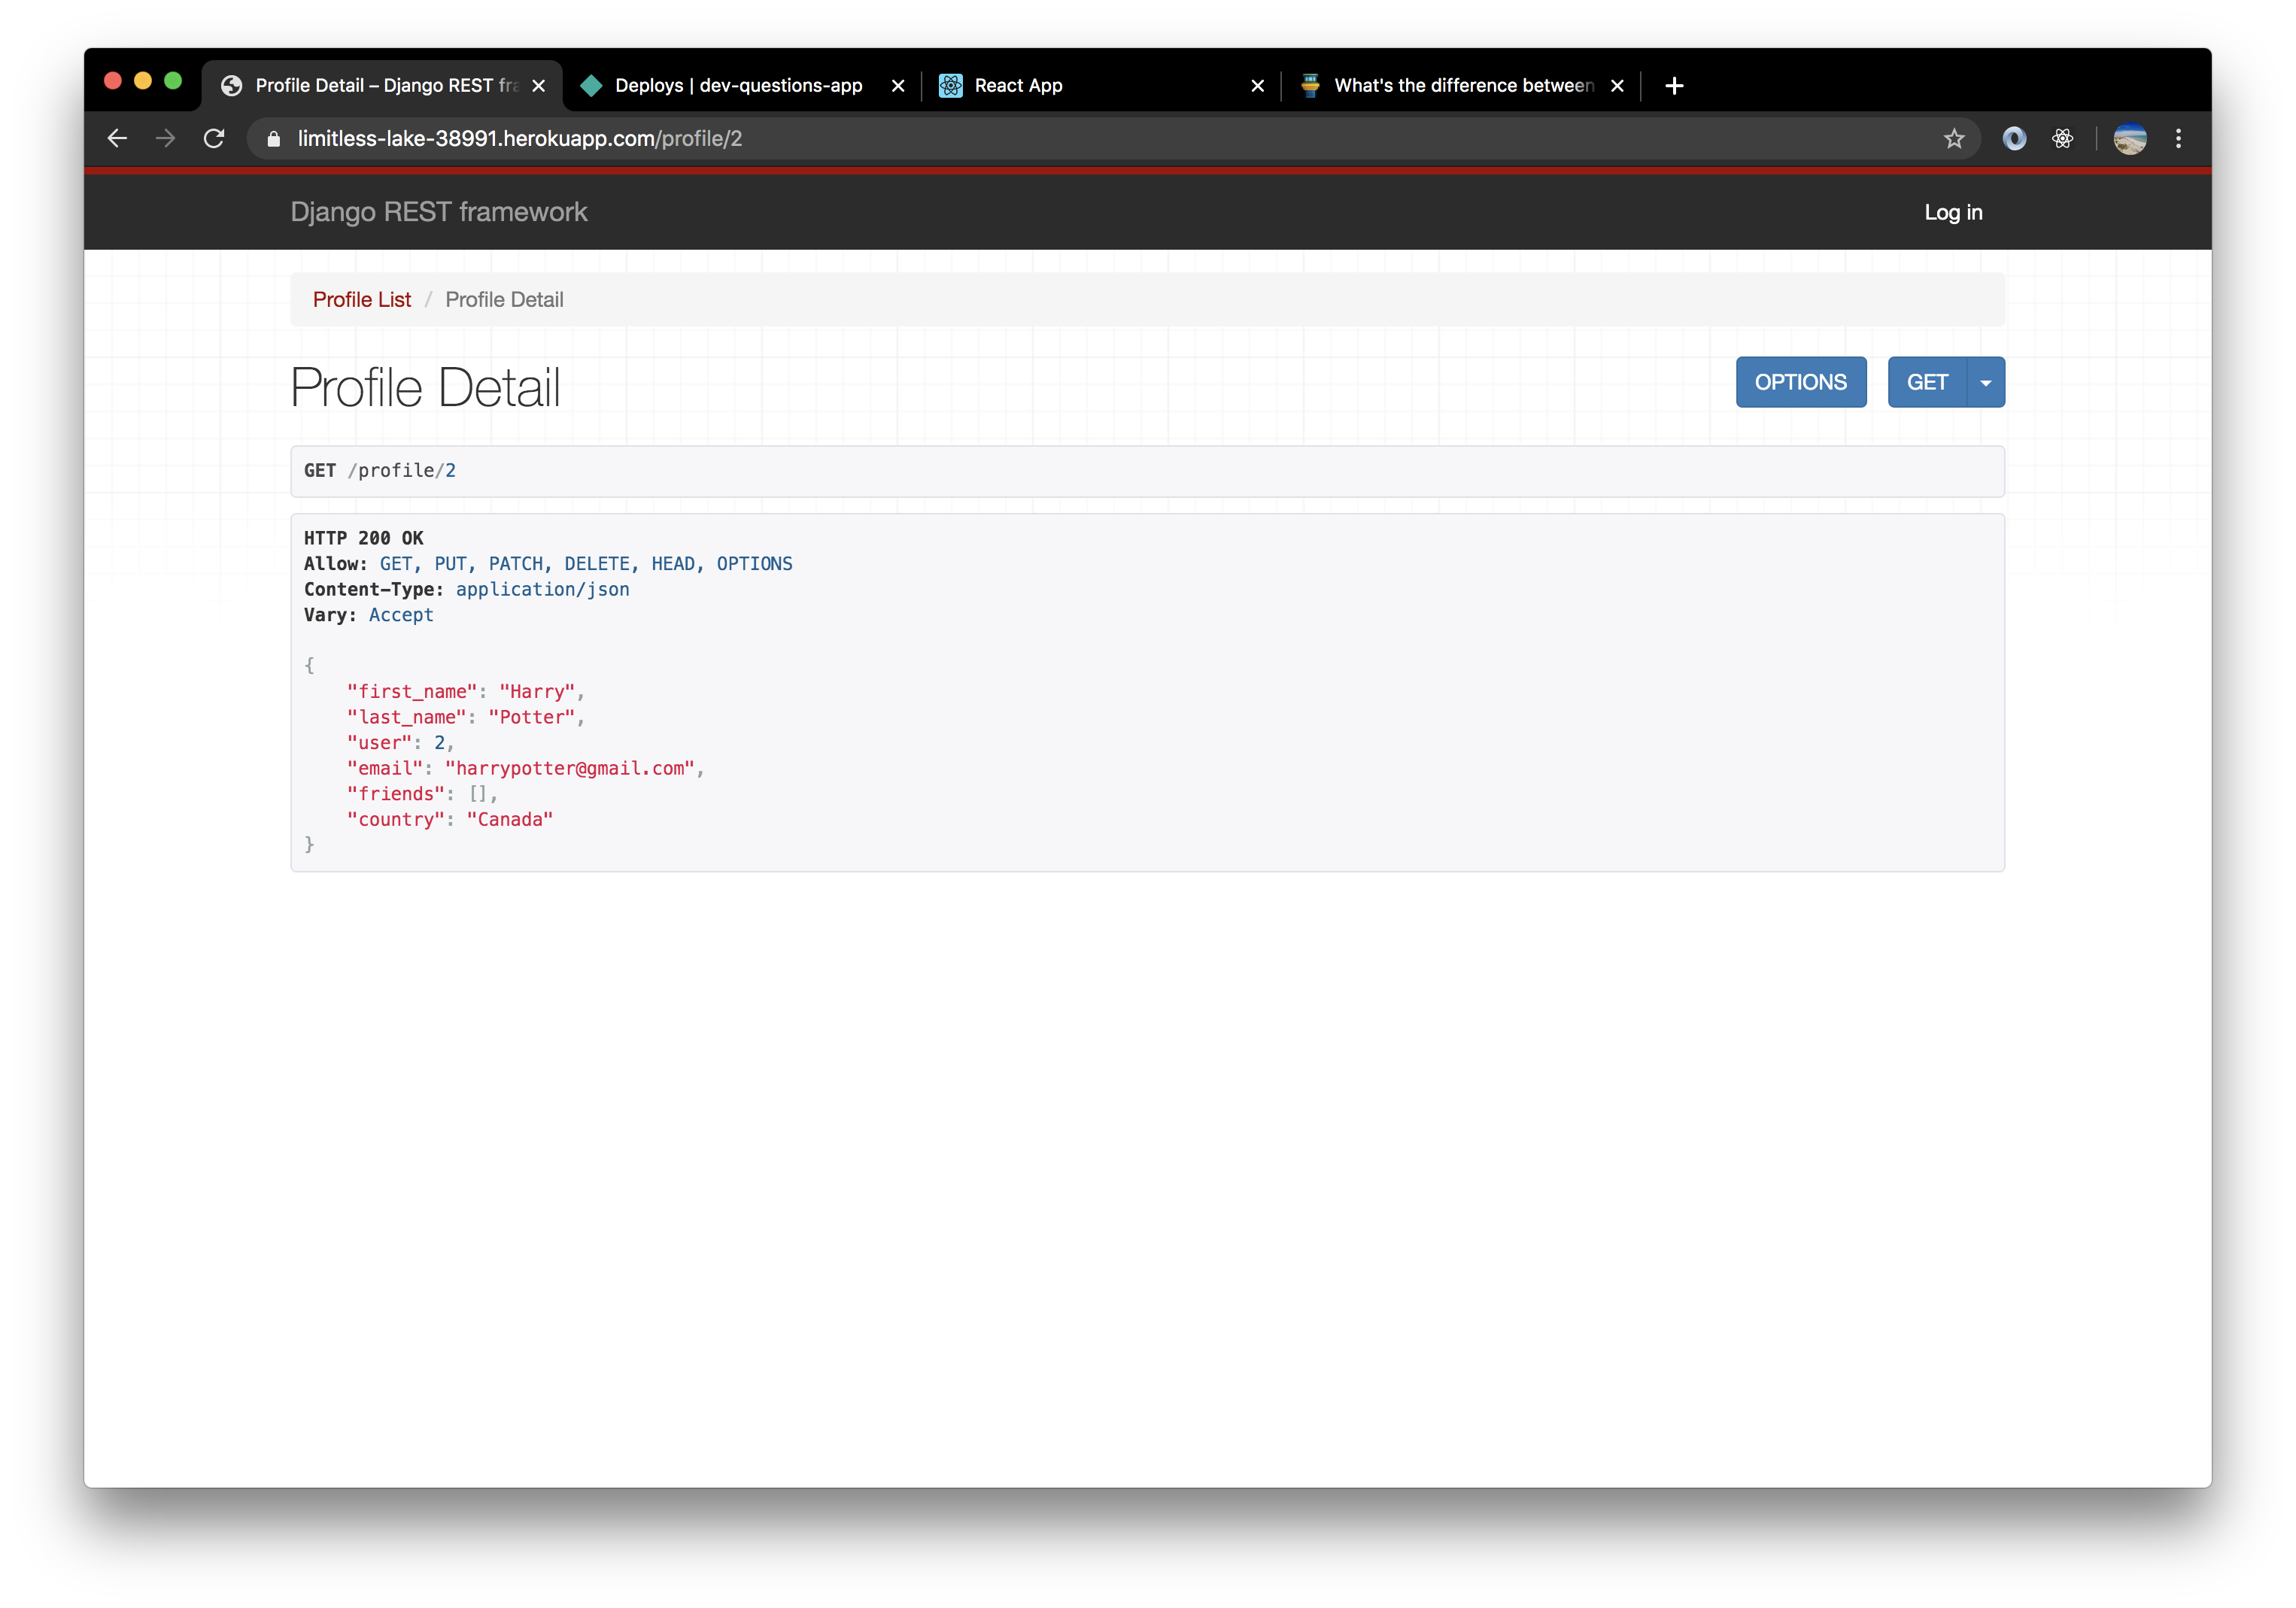 Profile Detail – Django REST fra
Deploys | dev-questions-app
React App
What's the difference between
limitless-lake-38991.herokuapp.com/profile/2
Django REST framework
Log in
Profile List / Profile Detail
Profile Detail
OPTIONS
GET
GET /profile/2
HTTP 200 OK
Allow: GET, PUT, PATCH, DELETE, HEAD, OPTIONS
Content-Type: application/json
Vary: Accept
{
    "first_name": "Harry",
    "last_name": "Potter",
    "user": 2,
    "email": "harrypotter@gmail.com",
    "friends": [],
    "country": "Canada"
}